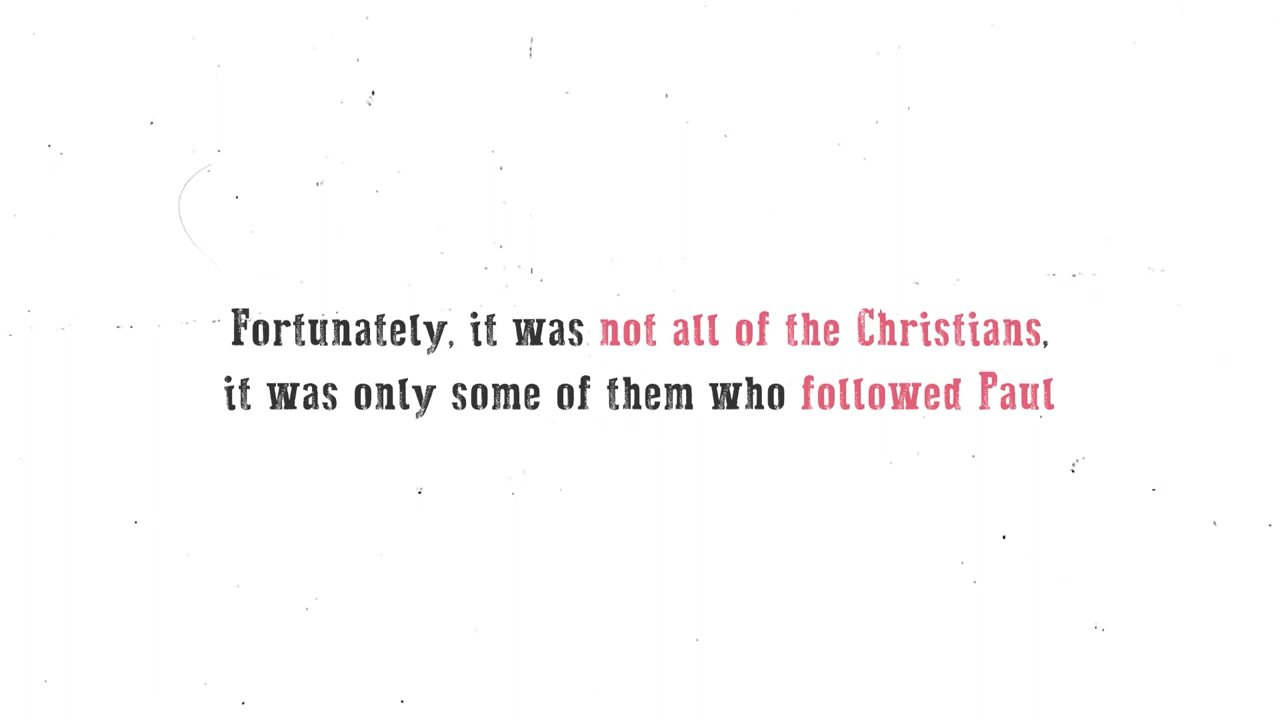 Fortunately, it was not all of the Christians,
it was only some of them who followed Paul